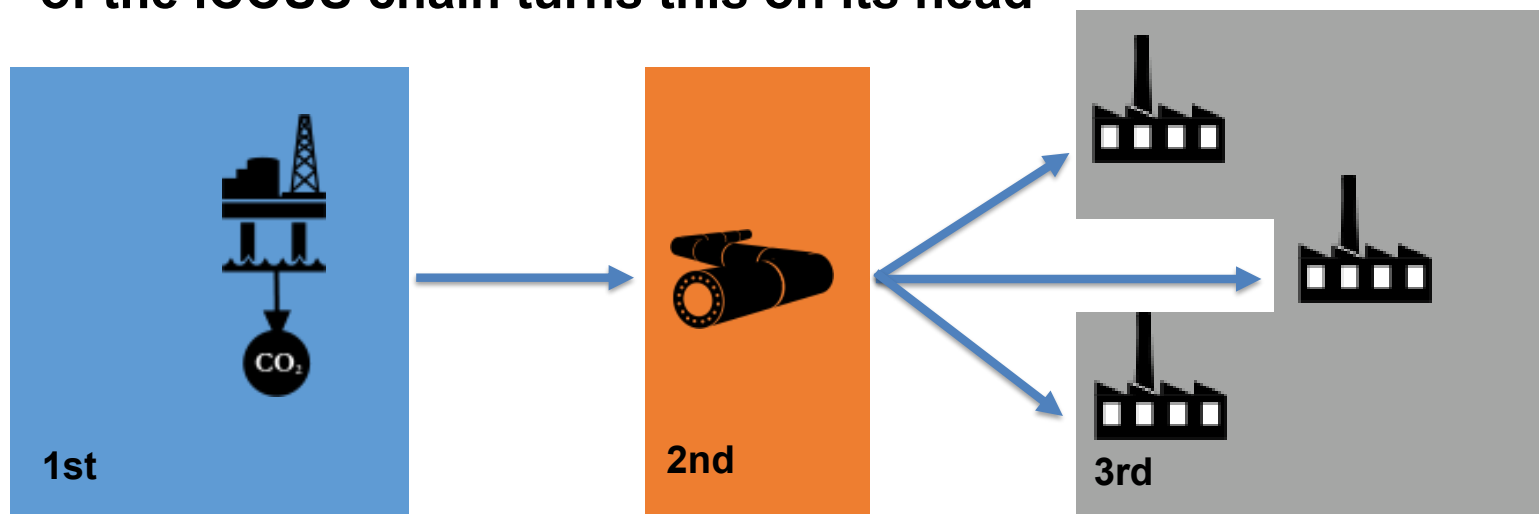 of the iCCUS chain turns this on its head
CO₂
1st
2nd
3rd